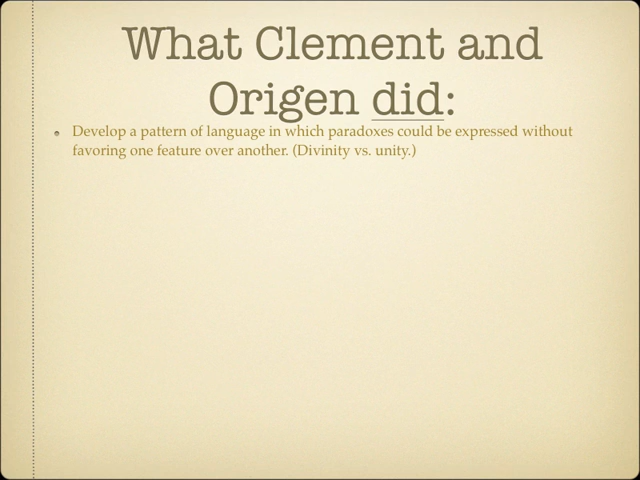 What Clement and
Origen did:
Develop a pattern of language in which paradoxes could be expressed without
favoring one feature over another. (Divinity vs. unity.)